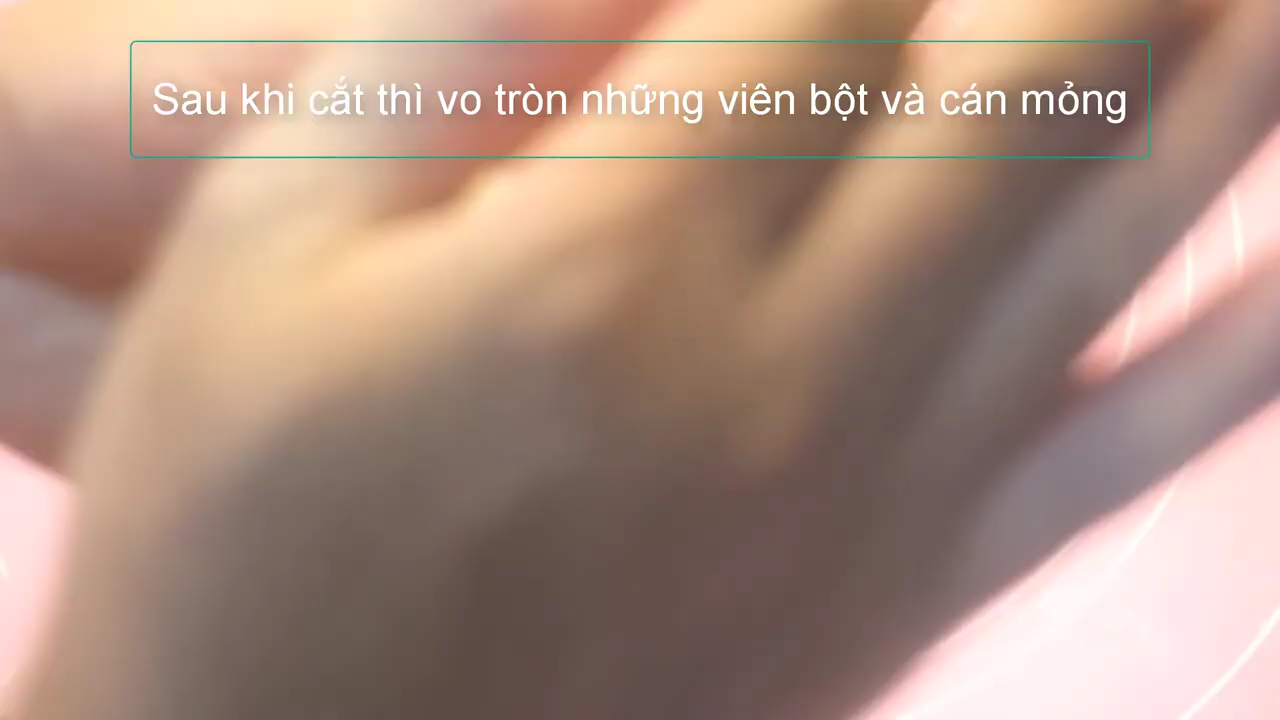 Sau khi cắt thì vo tròn những viên bột và cán mỏng